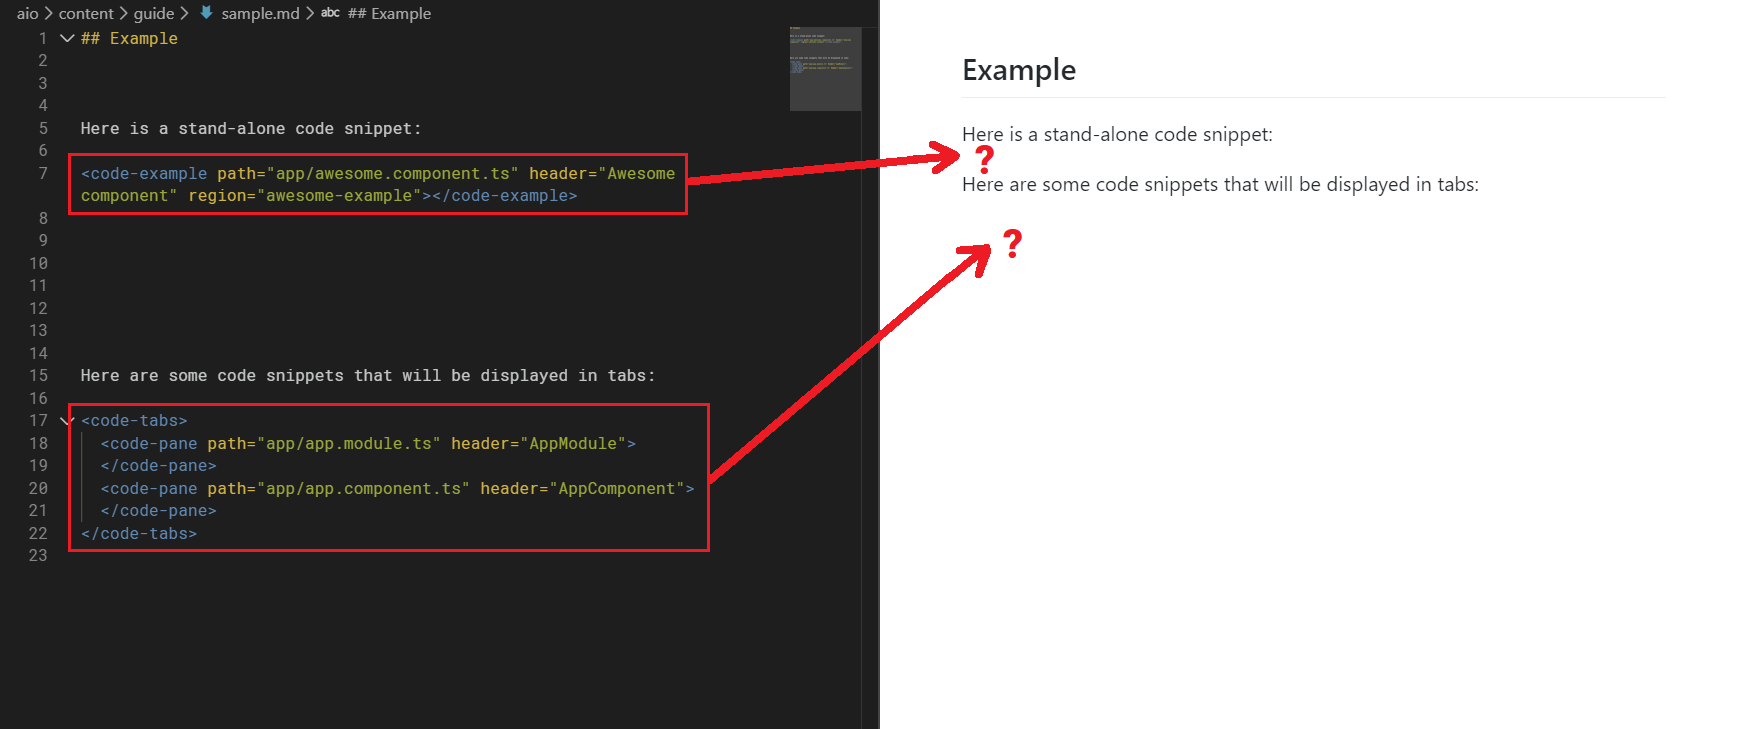 aio > content > guide > sample.md > abc ## Example
1 ## Example
2
3
4
5 Here is a stand-alone code snippet:
6
7 <code-example path="app/awesome.component.ts" header="Awesome
component" region="awesome-example"></code-example>
8
9
10
11
12
13
14
15 Here are some code snippets that will be displayed in tabs:
16
17 <code-tabs>
18   <code-pane path="app/app.module.ts" header="AppModule">
19   </code-pane>
20   <code-pane path="app/app.component.ts" header="AppComponent">
21   </code-pane>
22 </code-tabs>
23
Example
Here is a stand-alone code snippet:
?
Here are some code snippets that will be displayed in tabs:
?